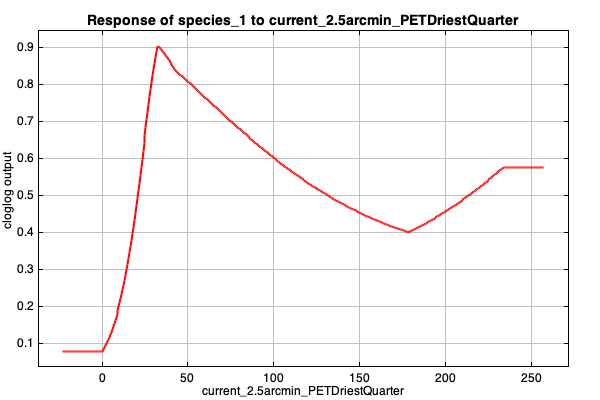 Response of species_1 to current_2.5arcmin_PETDriestQuarter
cloglog output
0.9
0.8
0.7
0.6
0.5
0.4
0.3
0.2
0.1
0 50 100 150 200 250
current_2.5arcmin_PETDriestQuarter